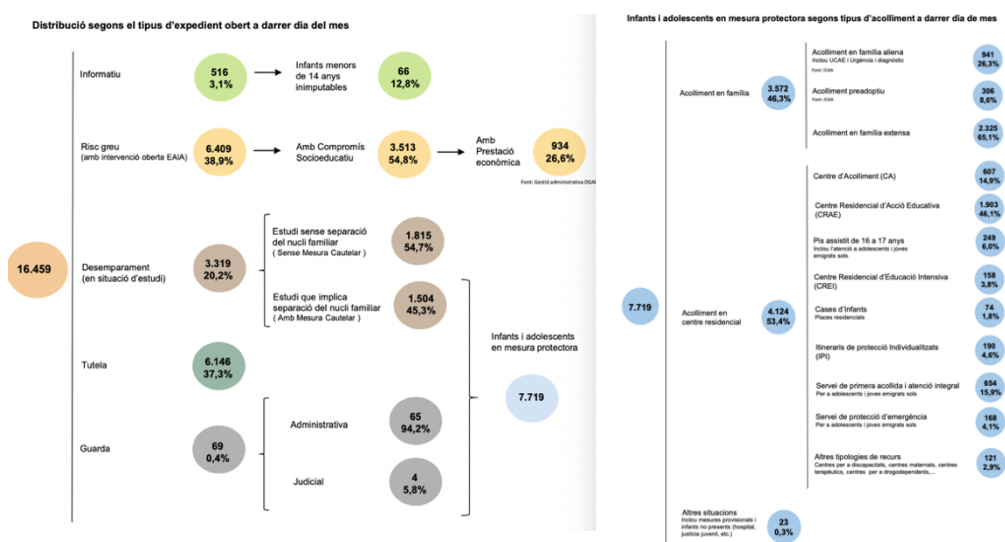 Distribució segons el tipus d'expedient obert a darrer dia del mes
Informatiu
516
3,1%
Infants menors
de 14 anys
inimputables
66
12,8%
Risc greu
(amb intervenció oberta EAIA)
6.409
38,9%
Amb Compromís
Socioeducatiu
3.513
54,8%
Amb
Prestació
econòmica
934
26,6%
Font: Gestió administrativa DGAI
16.459
Desemparament
(en situació d'estudi)
3.319
20,2%
Estudi sense separació
del nucli familiar
( Sense Mesura Cautelar )
1.815
54,7%
Estudi que implica
separació del nucli familiar
( Amb Mesura Cautelar )
1.504
45,3%
Tutela
6.146
37,3%
Guarda
69
0,4%
Administrativa
65
94,2%
Judicial
4
5,8%
Infants i adolescents
en mesura protectora
7.719
Infants i adolescents en mesura protectora segons tipus d'acolliment a darrer dia de mes
7.719
Acolliment en família
3.572
46,3%
Acolliment en família aliena
Inclou UCAE i Urgència i diagnòstic
Font: ICAA
941
26,3%
Acolliment preadoptiu
Font: ICAA
306
8,6%
Acolliment en família extensa
2.325
65,1%
Acolliment en
centre residencial
4.124
53,4%
Centre d'Acolliment (CA)
607
14,9%
Centre Residencial d'Acció Educativa
(CRAE)
1.903
46,1%
Pis assistit de 16 a 17 anys
Inclou l'atenció a adolescents i joves
emigrats sols.
249
6,0%
Centre Residencial d'Educació Intensiva
(CREI)
158
3,8%
Cases d'Infants
Places residencials
74
1,8%
Itineraris de protecció Individualitzats
(IPI)
190
4,6%
Servei de primera acollida i atenció integral
Per a adolescents i joves emigrats sols
654
15,9%
Servei de protecció d'emergència
Per a adolescents i joves emigrats sols
168
4,1%
Altres tipologies de recurs
Centres per a discapacitats, centres maternals, centres
terapèutics, centres per a drogodependents,...
121
2,9%
Altres situacions
Inclou mesures provisionals i
infants no presents (hospital,
justícia juvenil, etc.)
23
0,3%